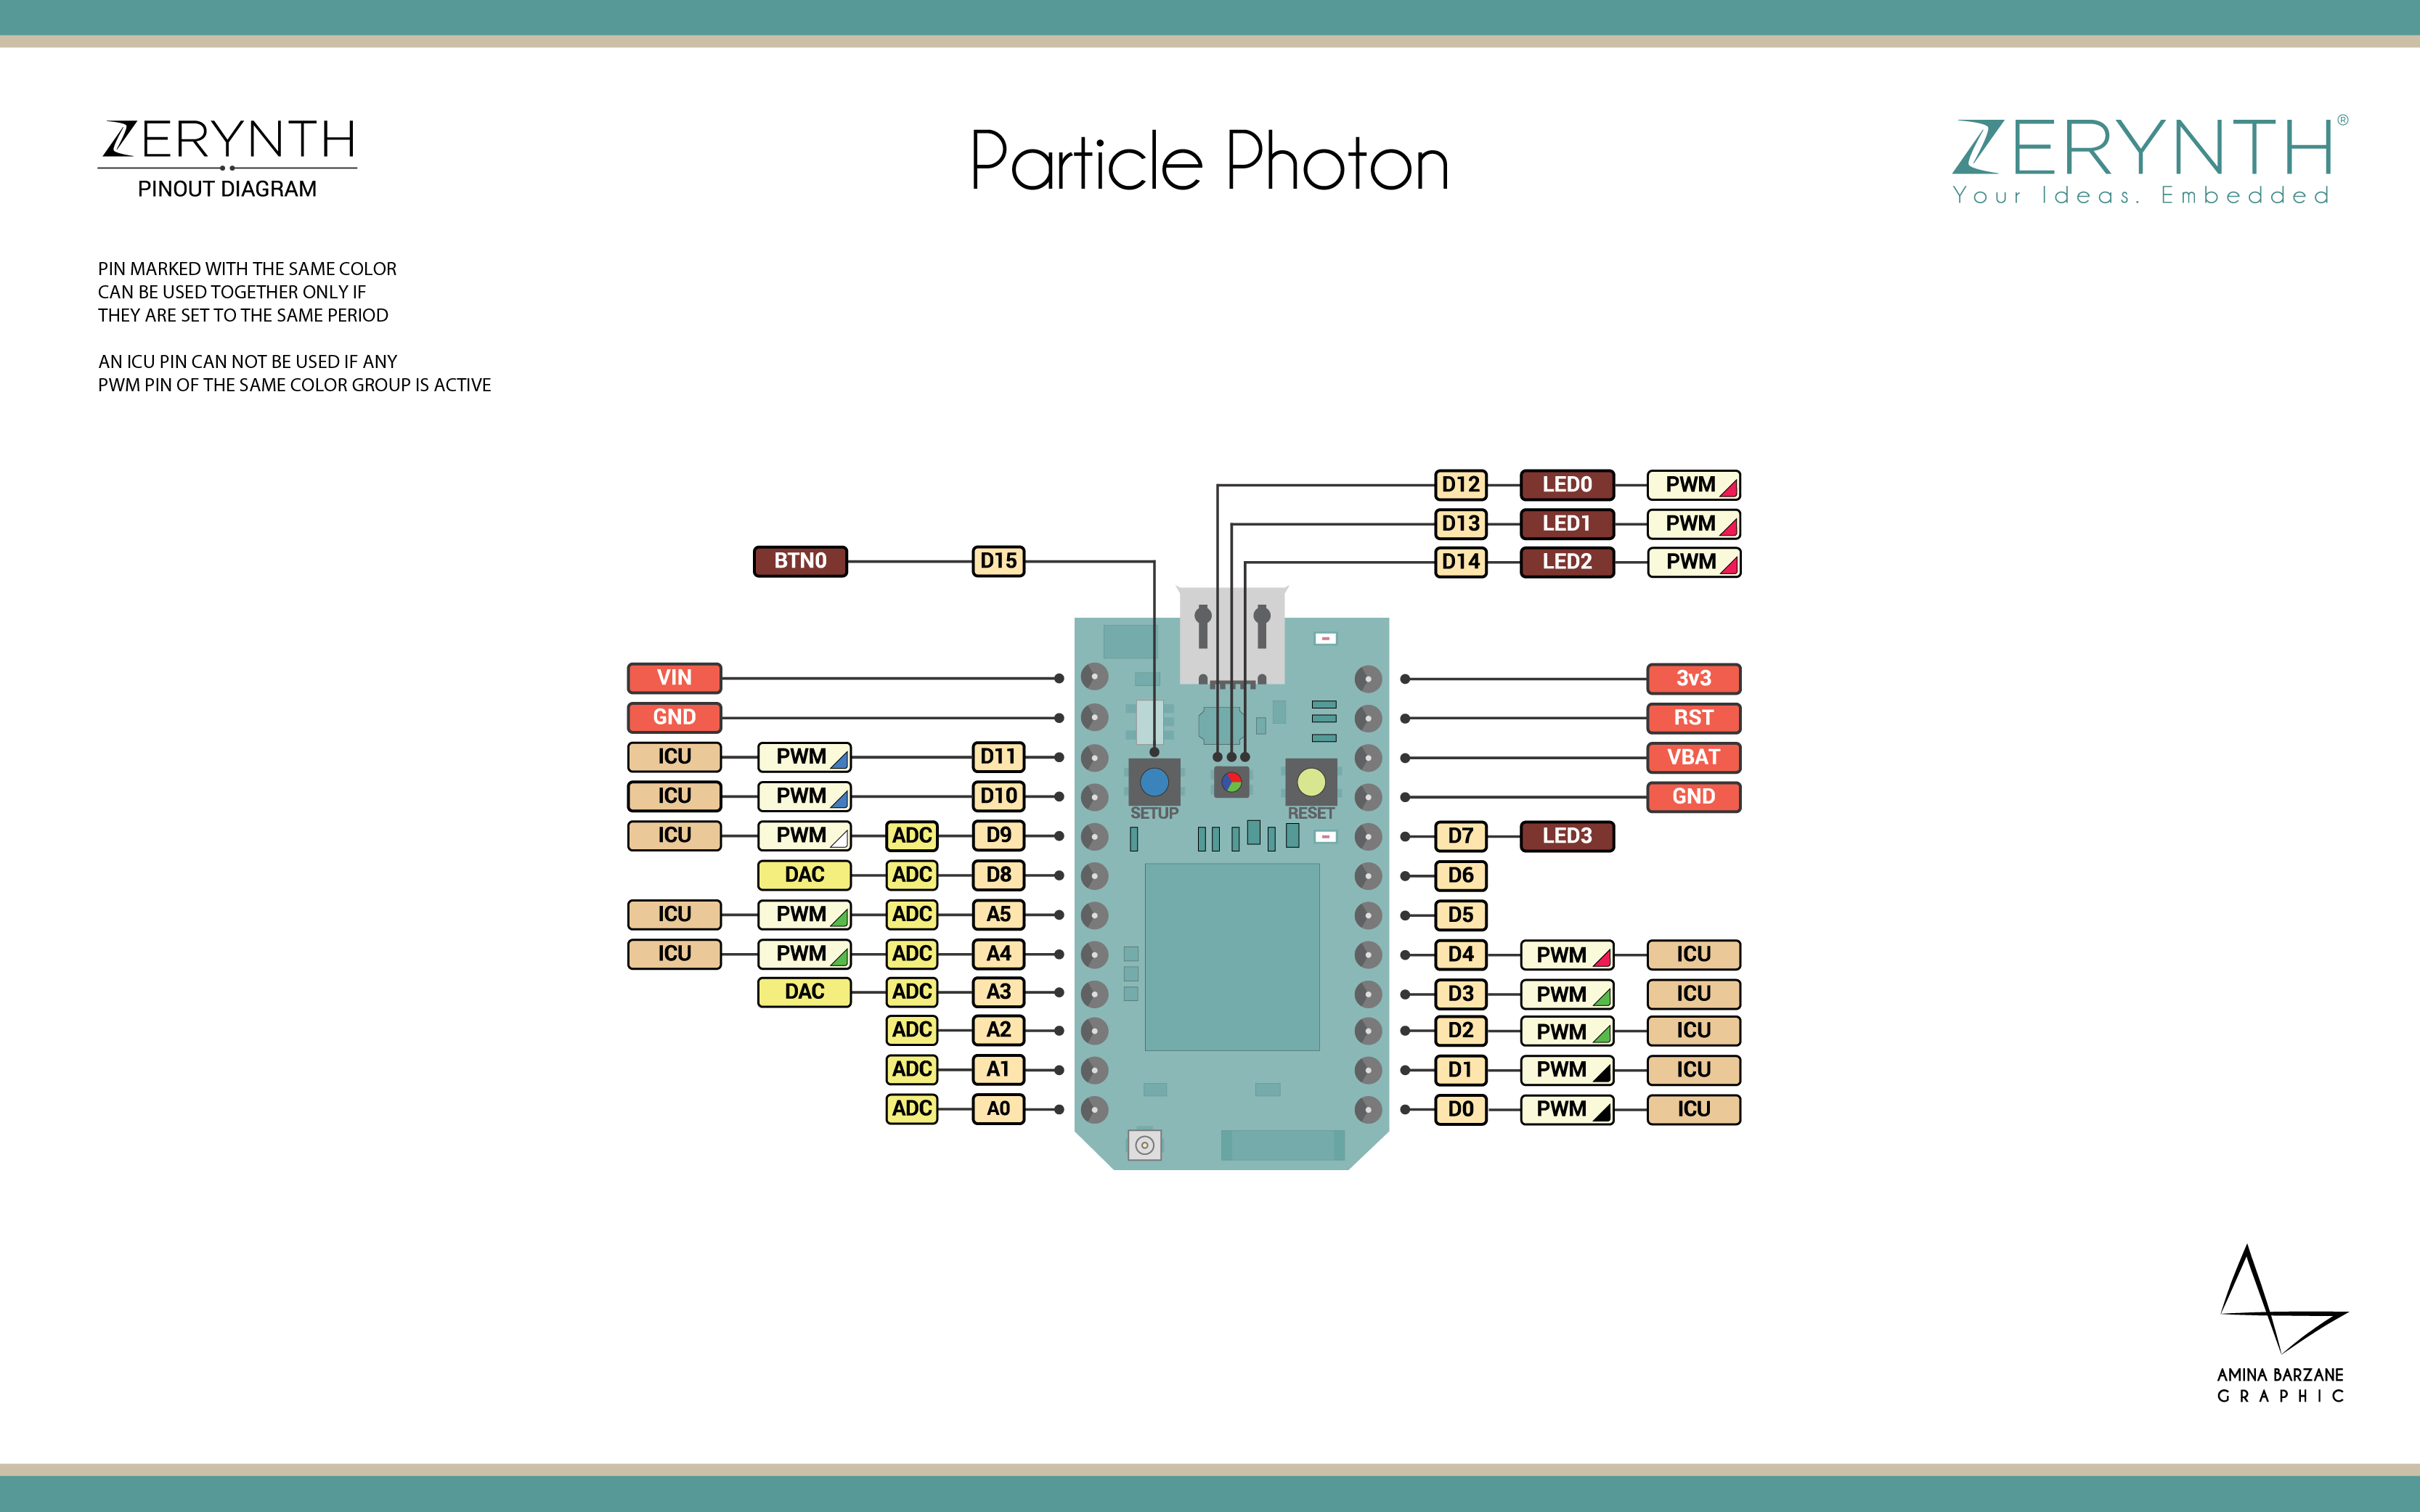 ZERYNTH
PINOUT DIAGRAM
Particle Photon
ZERYNTH®
Your Ideas. Embedded
PIN MARKED WITH THE SAME COLOR
CAN BE USED TOGETHER ONLY IF
THEY ARE SET TO THE SAME PERIOD
AN ICU PIN CAN NOT BE USED IF ANY
PWM PIN OF THE SAME COLOR GROUP IS ACTIVE
D12 LED0 PWM
D13 LED1 PWM
BTN0 D15
D14 LED2 PWM
VIN
GND
ICU PWM D11
ICU PWM D10
ICU PWM ADC D9
DAC ADC D8
ICU PWM ADC A5
ICU PWM ADC A4
DAC ADC A3
ADC A2
ADC A1
ADC A0
SETUP
RESET
3v3
RST
VBAT
GND
D7 LED3
D6
D5
D4 PWM ICU
D3 PWM ICU
D2 PWM ICU
D1 PWM ICU
D0 PWM ICU
AMINA BARZANE
GRAPHIC